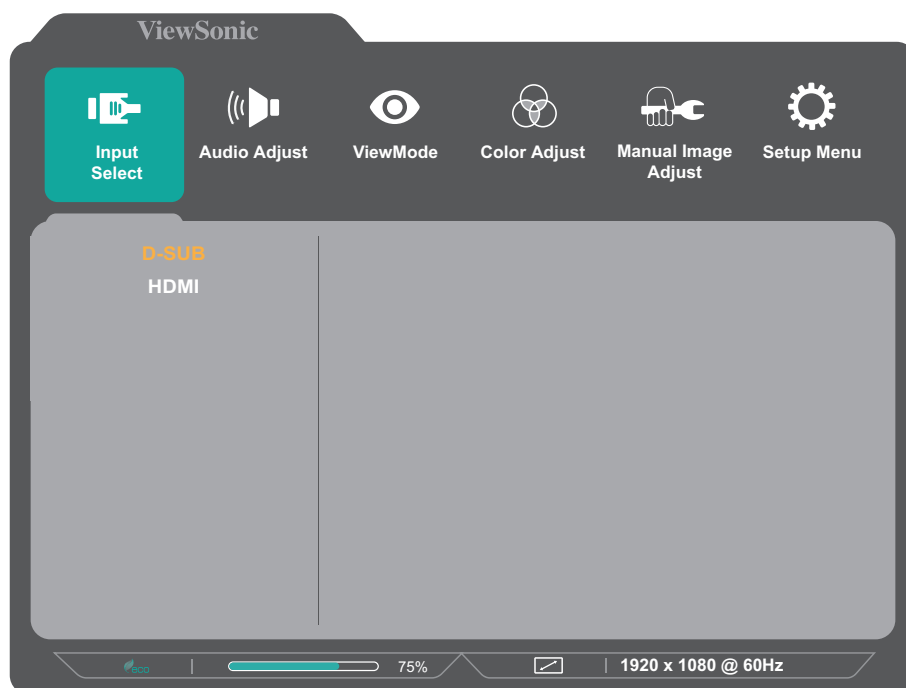 ViewSonic
Input
Select
Audio Adjust
ViewMode
Color Adjust
Manual Image
Adjust
Setup Menu
D-SUB
HDMI
eco
75%
1920 x 1080 @ 60Hz